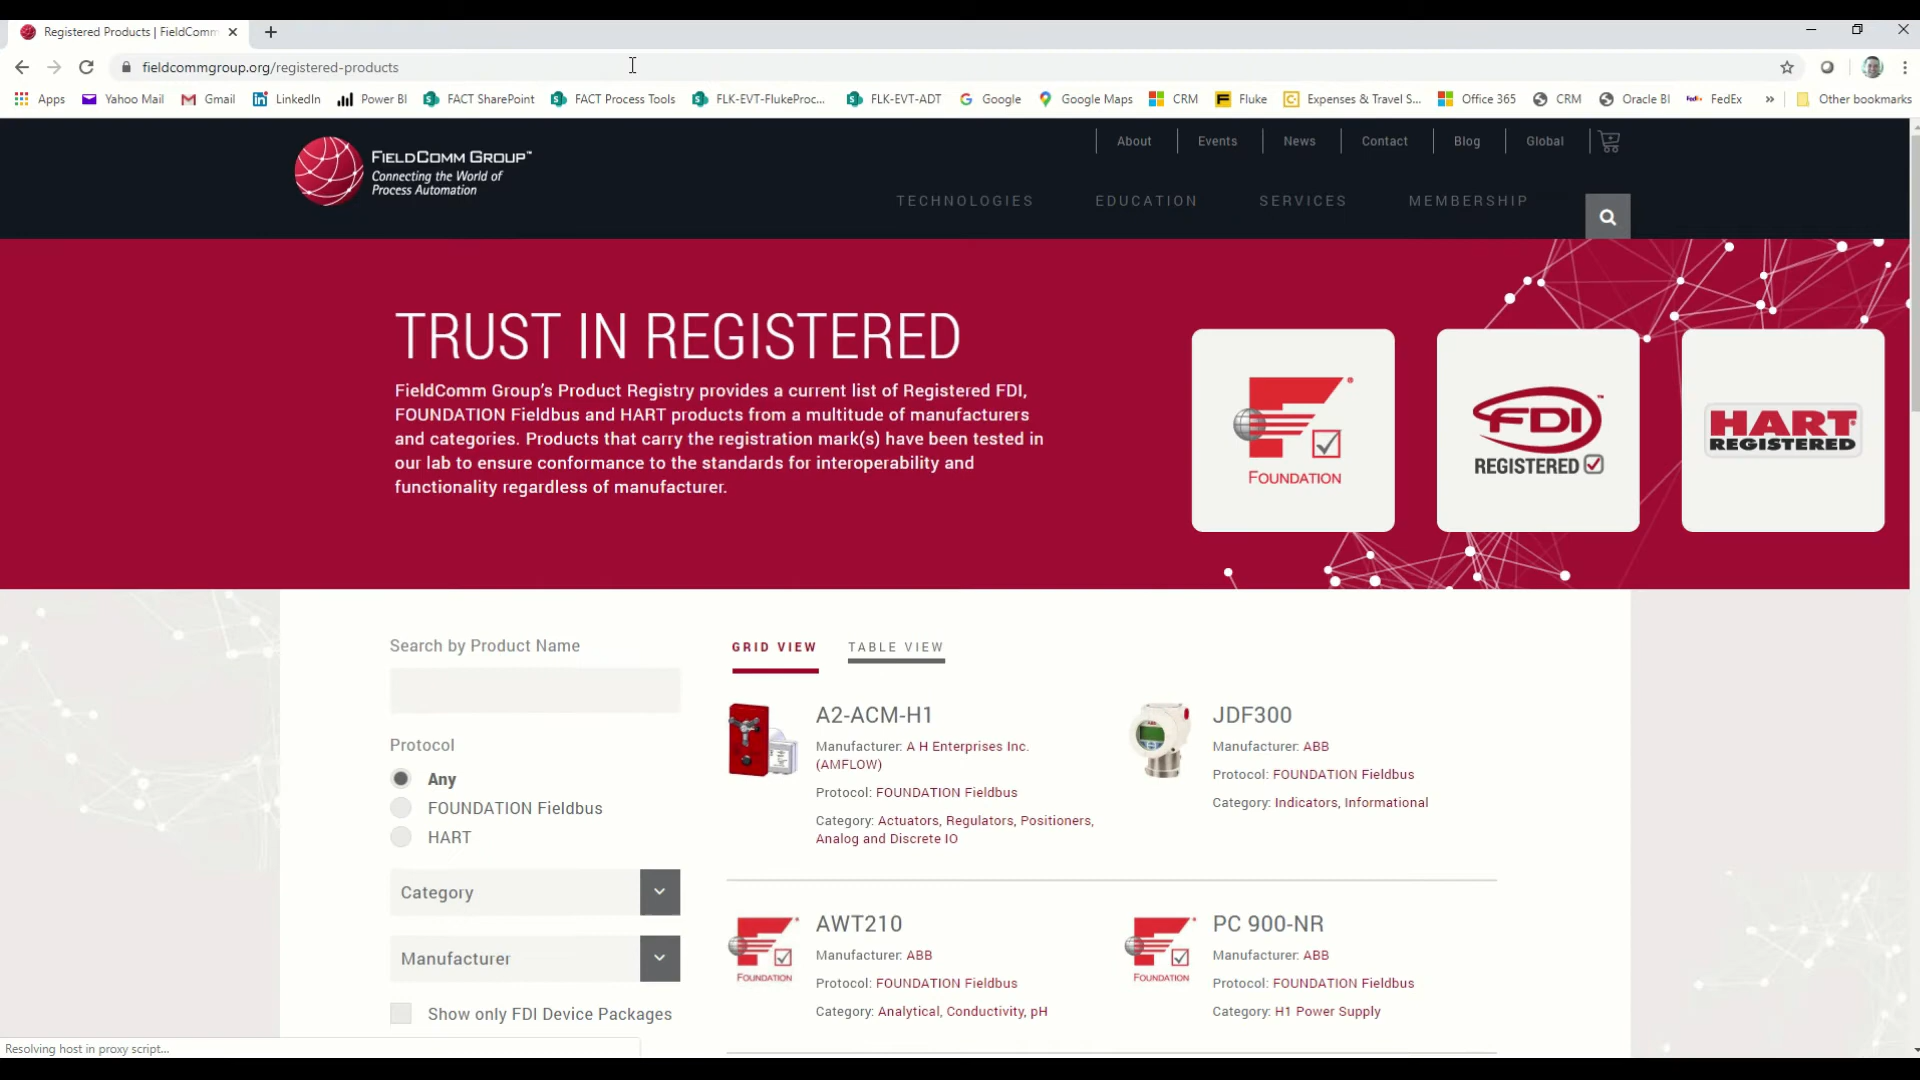 Registered Products | FieldComm
fieldcommgroup.org/registered-products
Apps Yahoo Mail Gmail LinkedIn Power BI FACT SharePoint FACT Process Tools FLK-EVT-FlukeProc... FLK-EVT-ADT Google Google Maps CRM Fluke Expenses & Travel S... Office 365 CRM Oracle BI FedEx » Other bookmarks
About Events News Contact Blog Global
FIELDCOMM GROUP™
Connecting the World of
Process Automation
TECHNOLOGIES EDUCATION SERVICES MEMBERSHIP
TRUST IN REGISTERED
FieldComm Group's Product Registry provides a current list of Registered FDI,
FOUNDATION Fieldbus and HART products from a multitude of manufacturers
and categories. Products that carry the registration mark(s) have been tested in
our lab to ensure conformance to the standards for interoperability and
functionality regardless of manufacturer.
FOUNDATION
FDI™
REGISTERED
HART
REGISTERED
Search by Product Name
Protocol
Any
FOUNDATION Fieldbus
HART
Category
Manufacturer
Show only FDI Device Packages
GRID VIEW TABLE VIEW
A2-ACM-H1
Manufacturer: A H Enterprises Inc.
(AMFLOW)
Protocol: FOUNDATION Fieldbus
Category: Actuators, Regulators, Positioners,
Analog and Discrete IO
JDF300
Manufacturer: ABB
Protocol: FOUNDATION Fieldbus
Category: Indicators, Informational
FOUNDATION
AWT210
Manufacturer: ABB
Protocol: FOUNDATION Fieldbus
Category: Analytical, Conductivity, pH
FOUNDATION
PC 900-NR
Manufacturer: ABB
Protocol: FOUNDATION Fieldbus
Category: H1 Power Supply
Resolving host in proxy script...